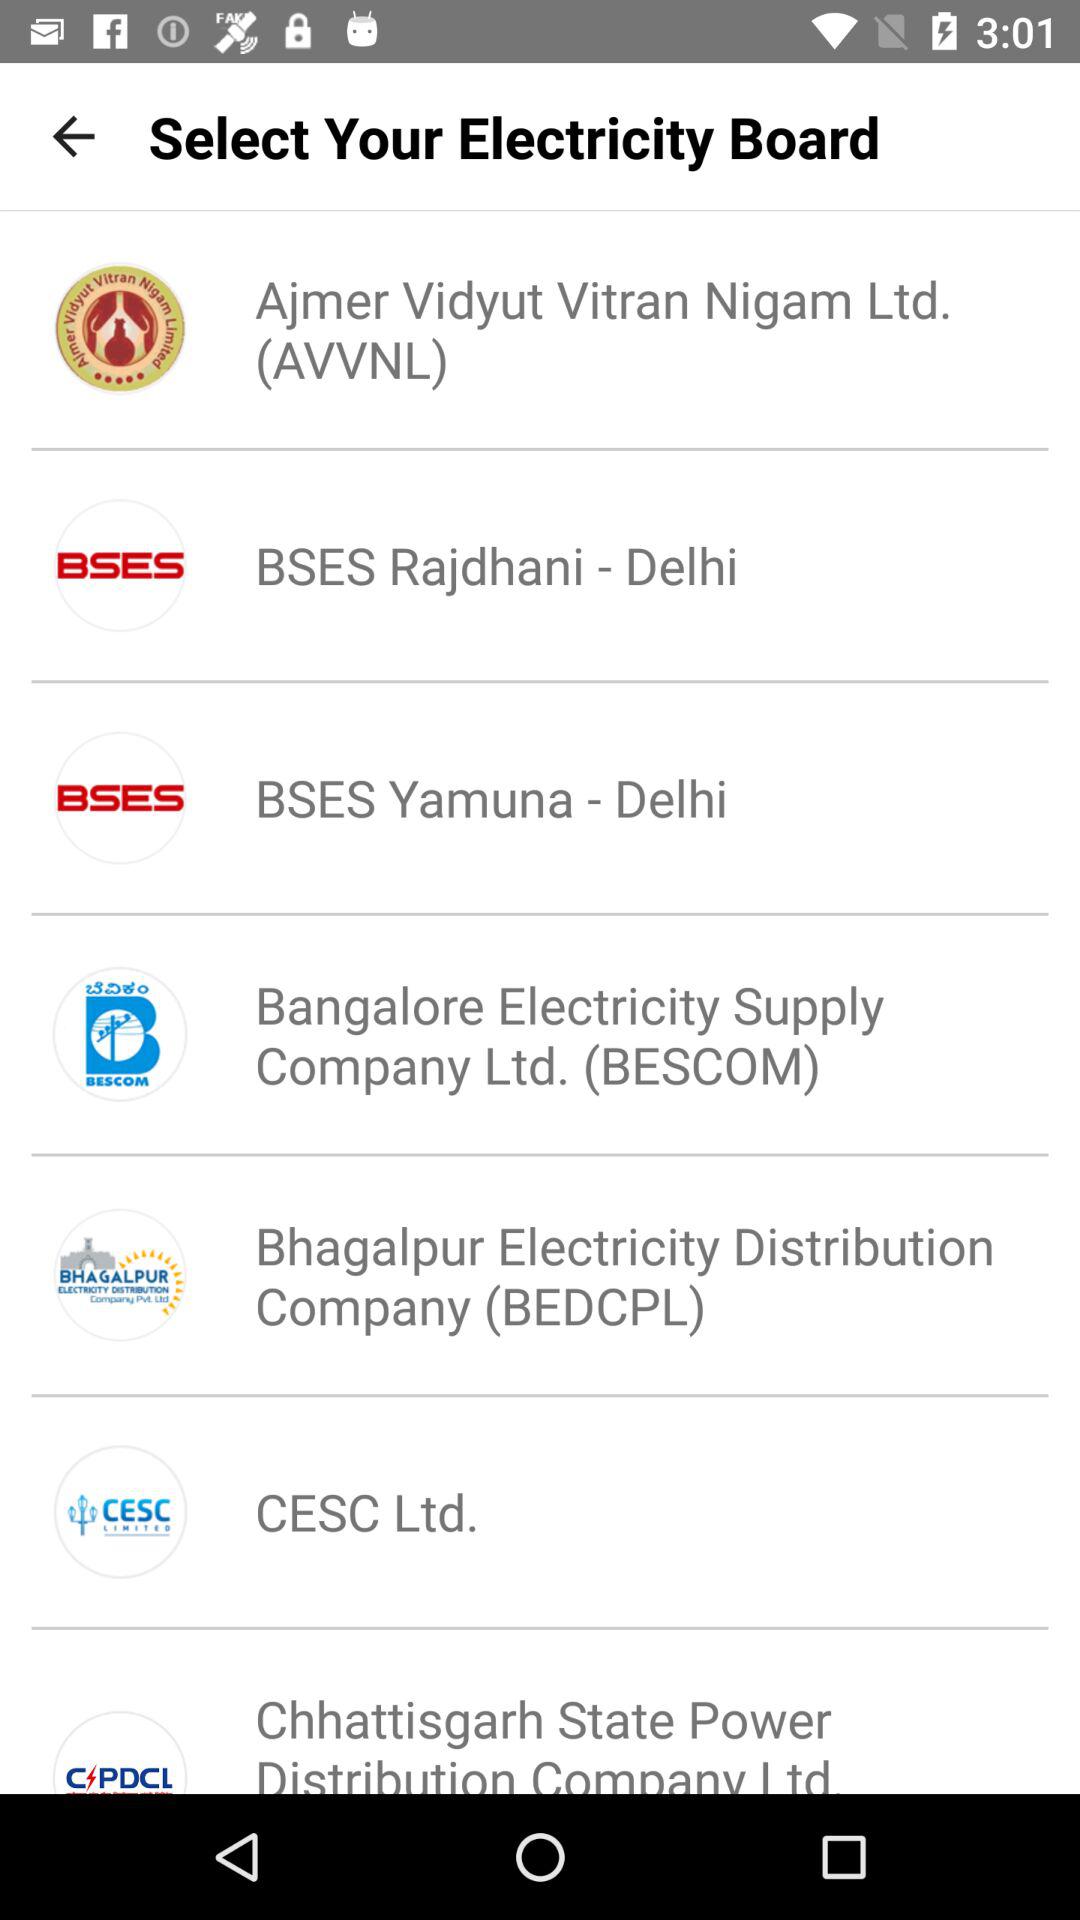 FAKE
3:01
Select Your Electricity Board
Ajmer Vidyut Vitran Nigam Limited
Ajmer Vidyut Vitran Nigam Ltd.
(AVVNL)
BSES
BSES Rajdhani - Delhi
BSES
BSES Yamuna - Delhi
ಬೆವಿಕಂ
BESCOM
Bangalore Electricity Supply
Company Ltd. (BESCOM)
BHAGALPUR
ELECTRICITY DISTRIBUTION
Company Pvt. Ltd
Bhagalpur Electricity Distribution
Company (BEDCPL)
CESC
LIMITED
CESC Ltd.
Chhattisgarh State Power
Distribution Company Ltd.
CSPDCL